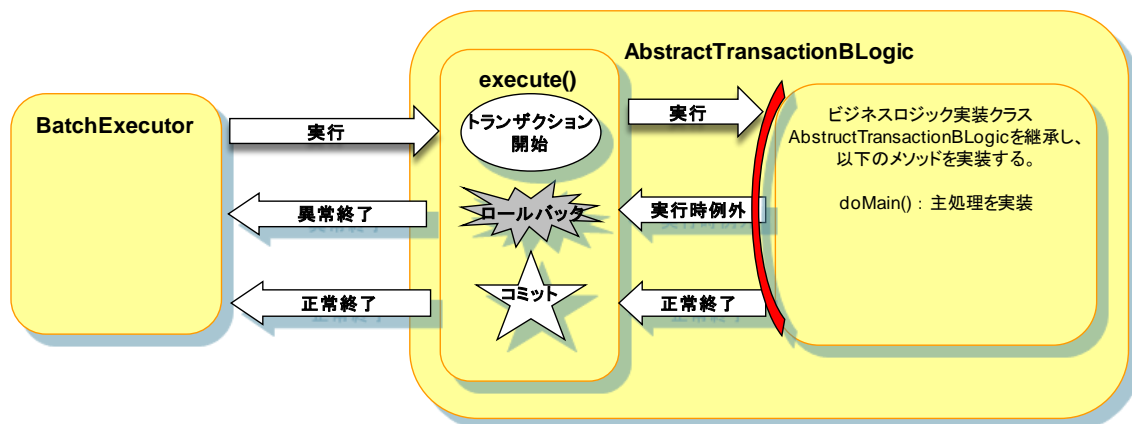 AbstractTransactionBLogic
execute()
BatchExecutor
実行
トランザクション
開始
実行
ビジネスロジック実装クラス
AbstructTransactionBLogicを継承し、
以下のメソッドを実装する。
doMain() : 主処理を実装
異常終了
ロールバック
実行時例外
正常終了
コミット
正常終了